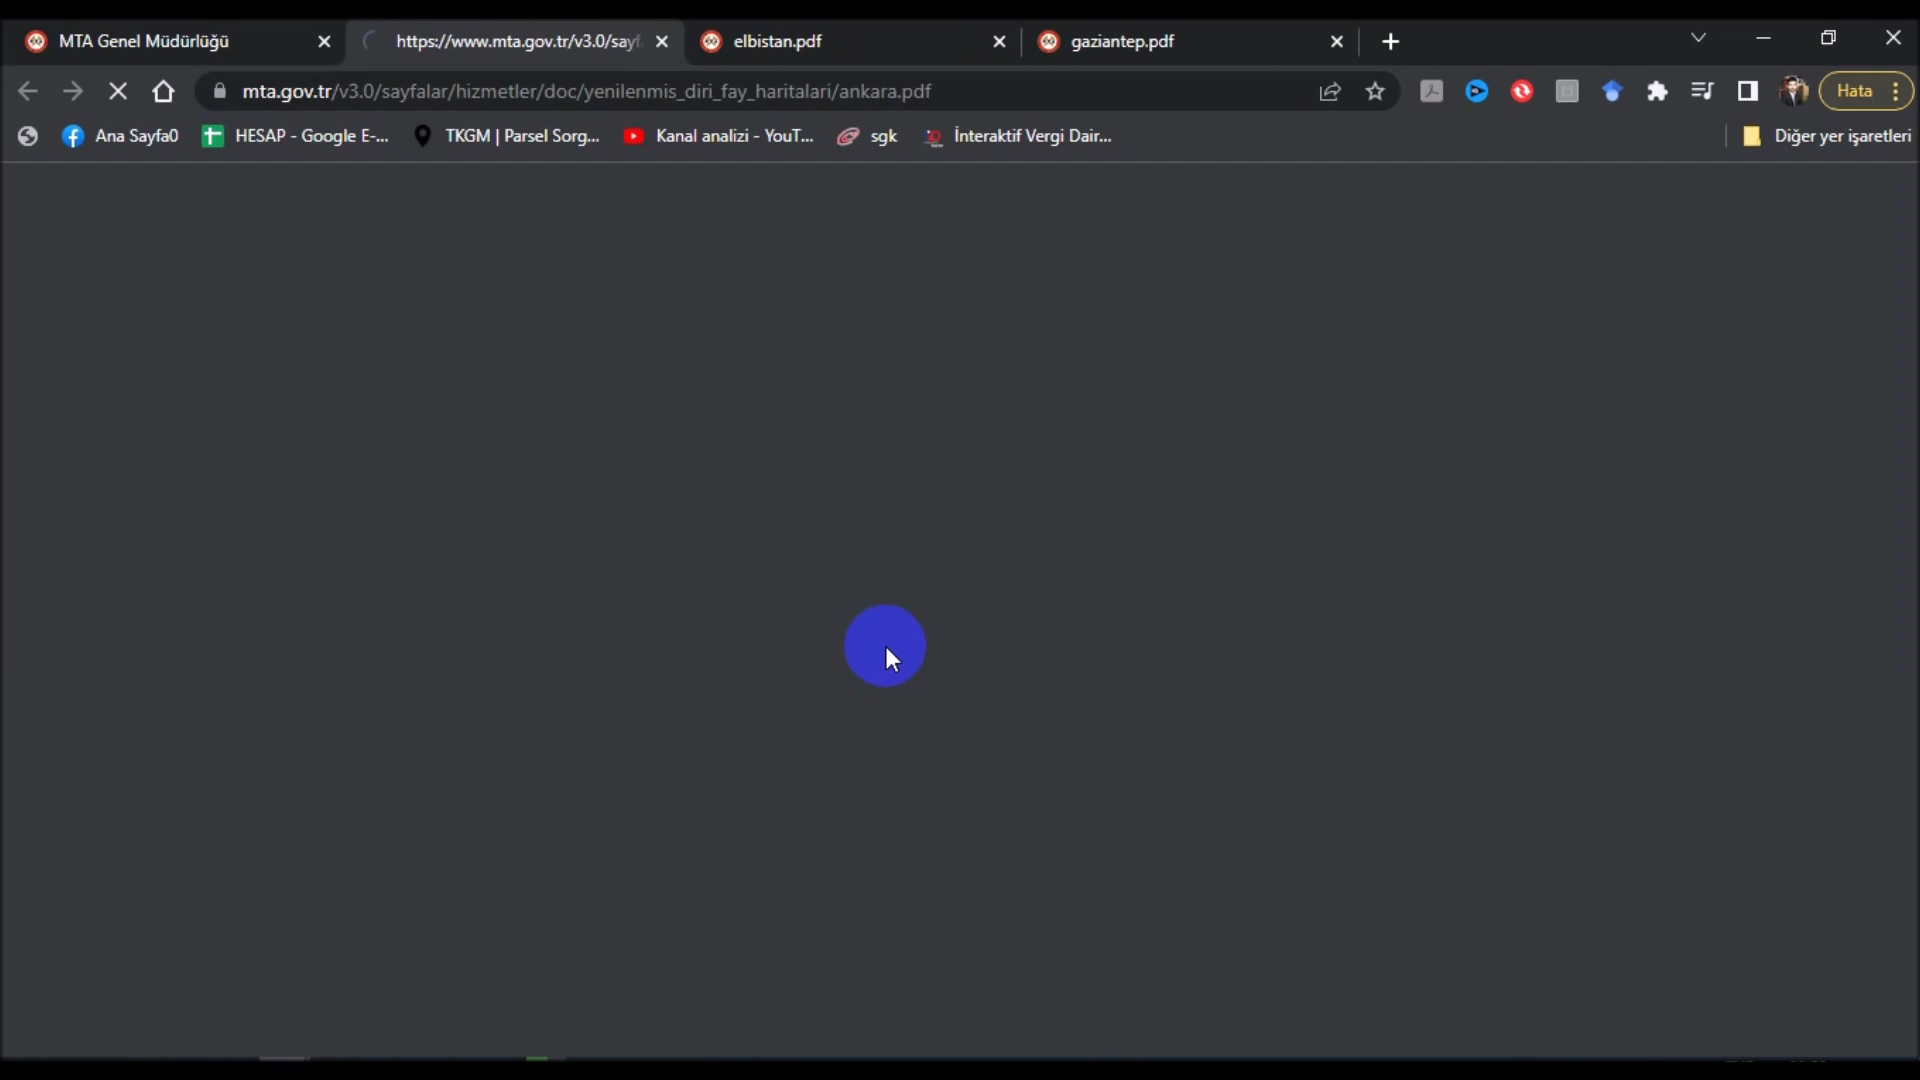 MTA Genel Müdürlüğü
https://www.mta.gov.tr/v3.0/sayf
elbistan.pdf
gaziantep.pdf
mta.gov.tr/v3.0/sayfalar/hizmetler/doc/yenilenmis_diri_fay_haritalari/ankara.pdf
Hata
Ana Sayfa0
HESAP - Google E-...
TKGM | Parsel Sorg...
Kanal analizi - YouT...
sgk
İnteraktif Vergi Dair...
Diğer yer işaretleri